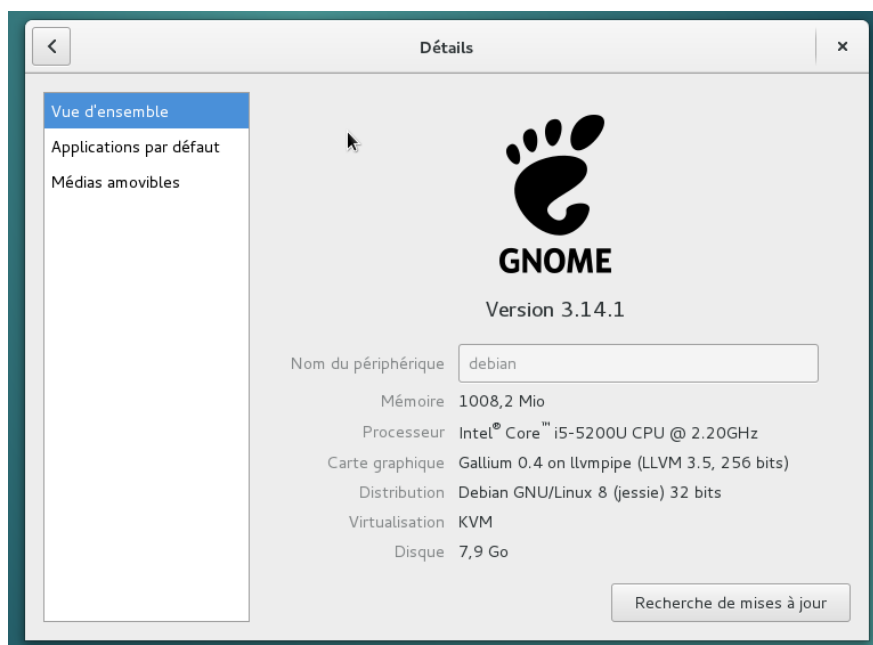 Détails
Vue d'ensemble
Applications par défaut
Médias amovibles
GNOME
Version 3.14.1
Nom du périphérique debian
Mémoire 1008,2 Mio
Processeur Intel® Core™ i5-5200U CPU @ 2.20GHz
Carte graphique Gallium 0.4 on llvmpipe (LLVM 3.5, 256 bits)
Distribution Debian GNU/Linux 8 (jessie) 32 bits
Virtualisation KVM
Disque 7,9 Go
Recherche de mises à jour